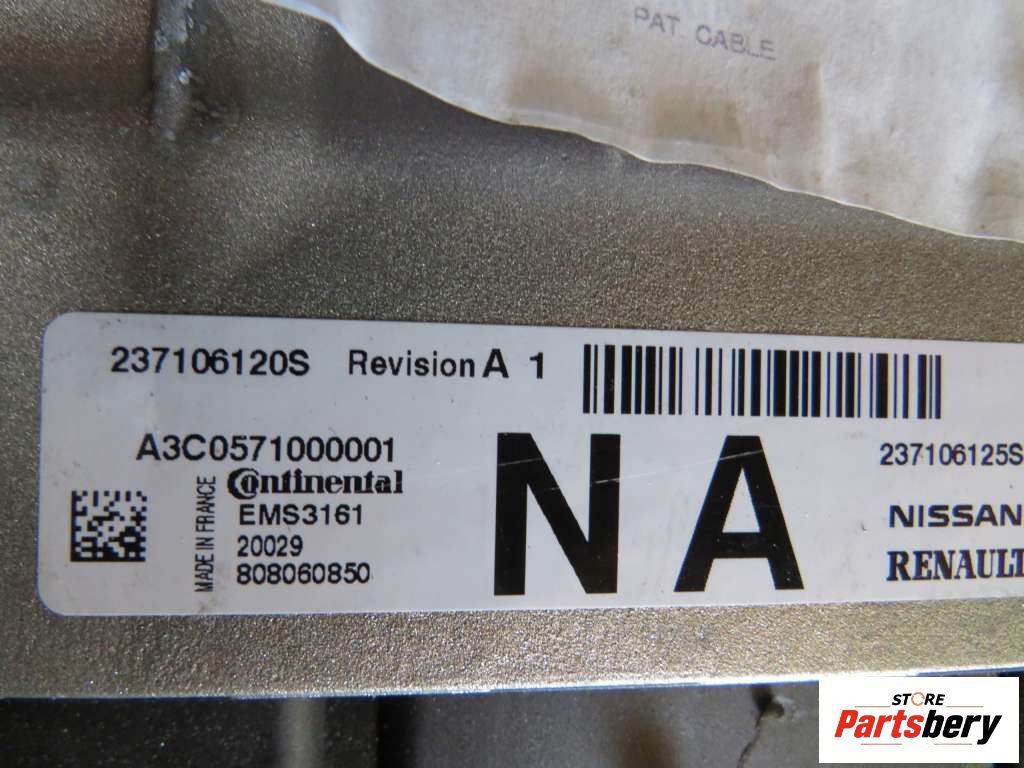 PAT CABLE
237106120S Revision A 1
A3C0571000001
Continental
MADE IN FRANCE
EMS3161
20029
808060850
NA
237106125S
NISSAN
RENAULT
STORE
Partsbery